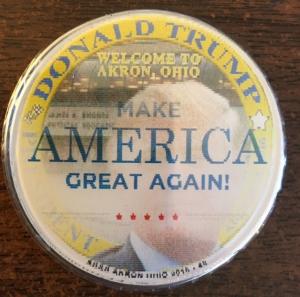 DONALD TRUMP
WELCOME TO
AKRON, OHIO
MAKE
AMERICA
GREAT AGAIN!